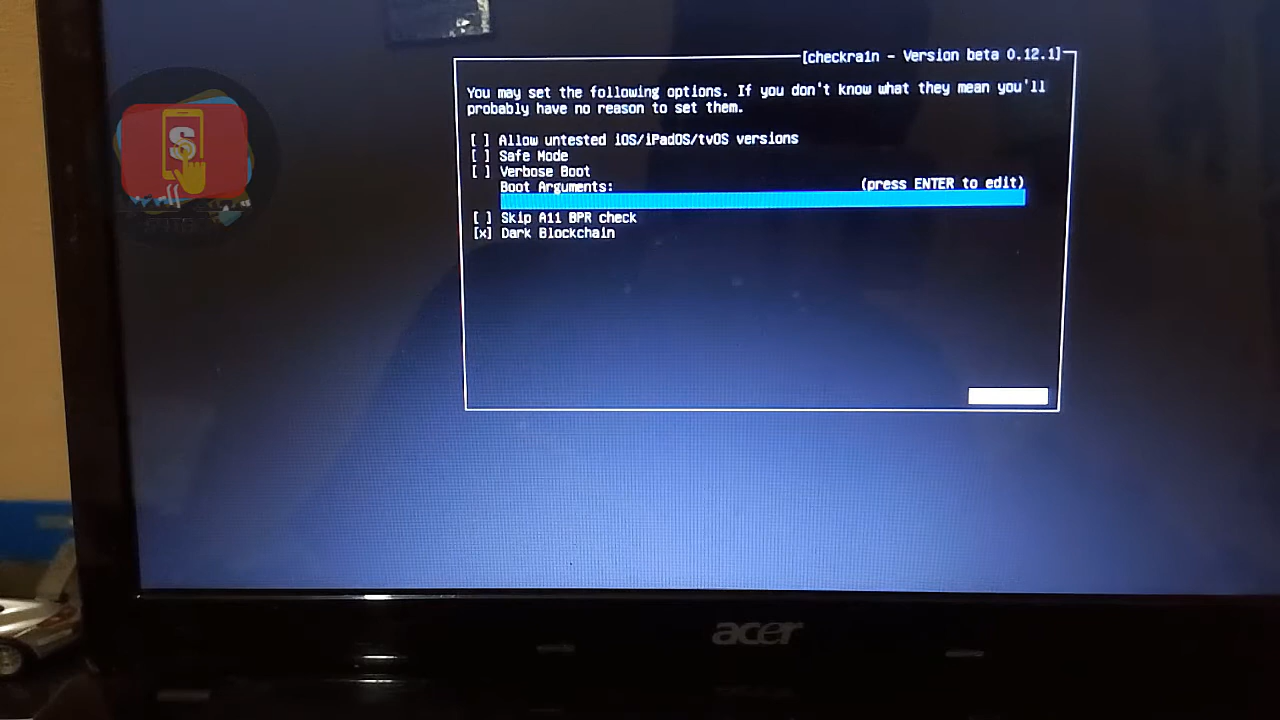 [checkra1n - Version beta 0.12.1]
You may set the following options. If you don't know what they mean you'll
probably have no reason to set them.
[ ] Allow untested iOS/iPadOS/tvOS versions
[ ] Safe Mode
[ ] Verbose Boot
Boot Arguments: (press ENTER to edit)
[ ] Skip A11 BPR check
[x] Dark Blockchain
S
acer